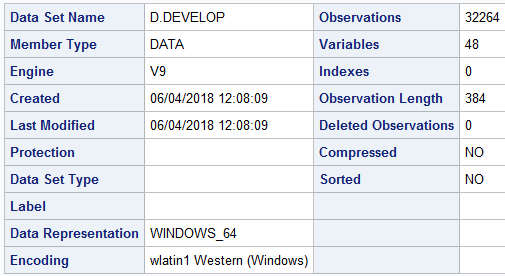 Data Set Name D.DEVELOP Observations 32264
Member Type DATA Variables 48
Engine V9 Indexes 0
Created 06/04/2018 12:08:09 Observation Length 384
Last Modified 06/04/2018 12:08:09 Deleted Observations 0
Protection Compressed NO
Data Set Type Sorted NO
Label
Data Representation WINDOWS_64
Encoding wlatin1 Western (Windows)